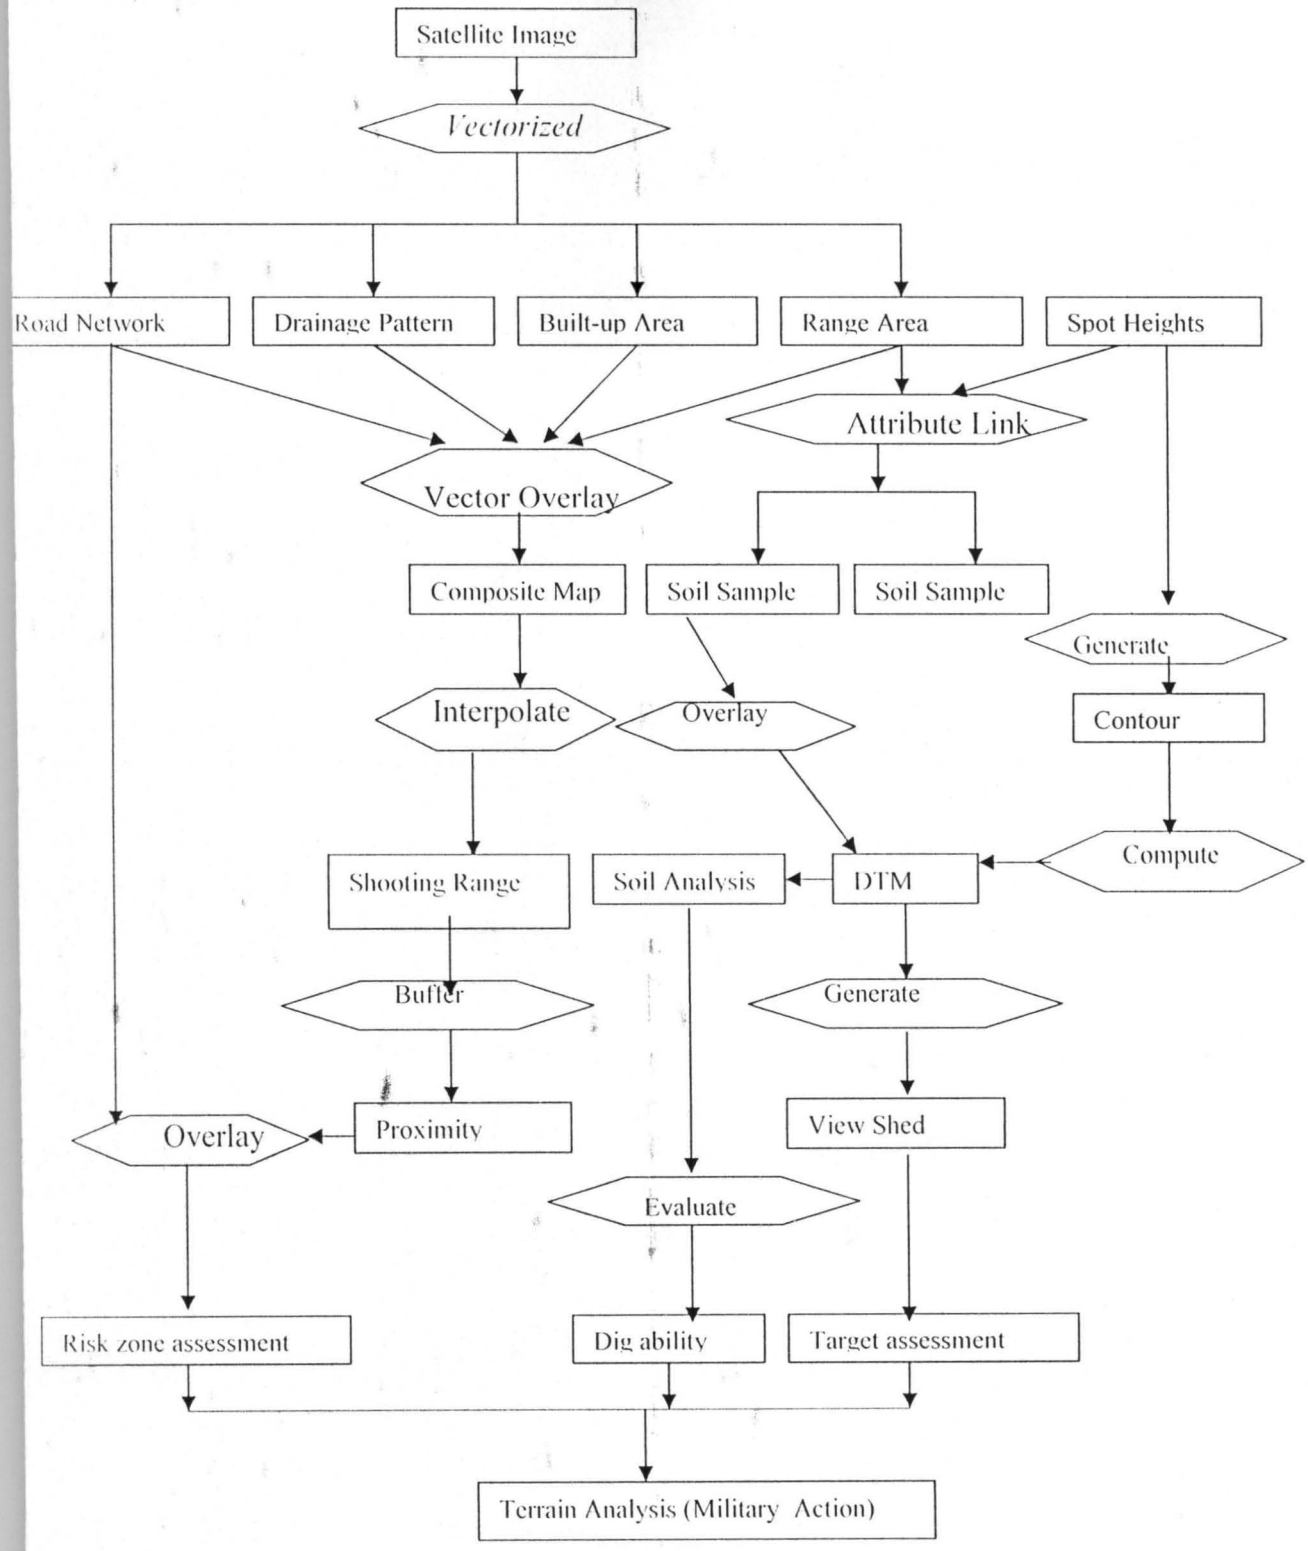 Satellite Image
Vectorized
Road Network
Drainage Pattern
Built-up Area
Range Area
Spot Heights
Attribute Link
Vector Overlay
Composite Map
Soil Sample
Soil Sample
Generate
Interpolate
Overlay
Contour
Compute
Shooting Range
Soil Analysis
DTM
Buffer
Generate
Proximity
View Shed
Overlay
Evaluate
Risk zone assessment
Dig ability
Target assessment
Terrain Analysis (Military Action)